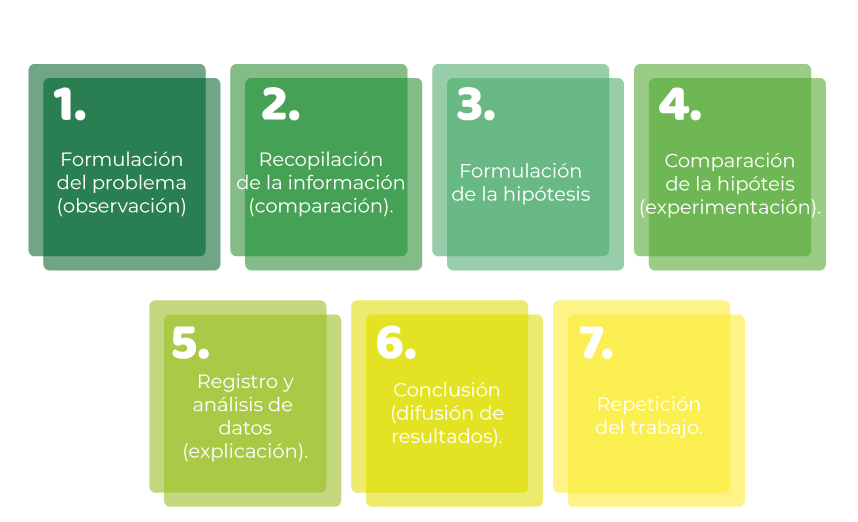 1.
Formulación
del problema
(observación)
2.
Recopilación
de la información
(comparación).
3.
Formulación
de la hipótesis
4.
Comparación
de la hipóteis
(experimentación).
5.
Registro y
análisis de
datos
(explicación).
6.
Conclusión
(difusión de
resultados).
7.
Repetición
del trabajo.